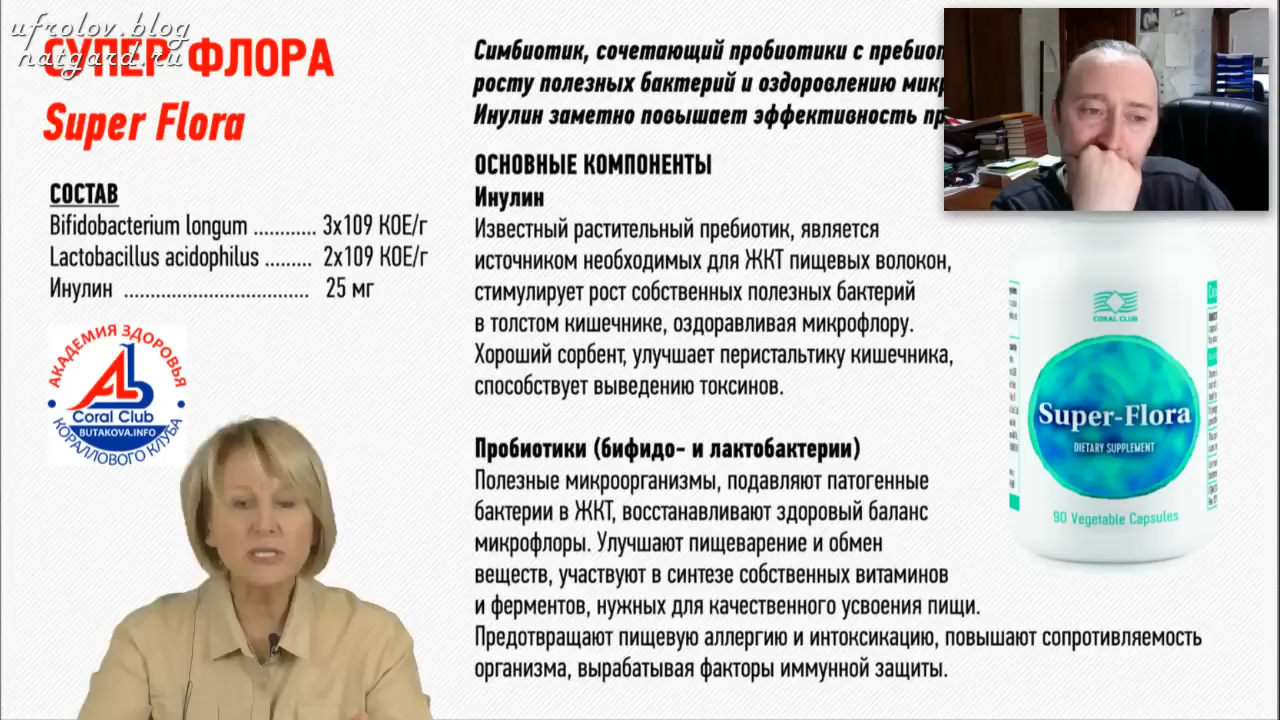 ufrolov.blog
natgard.ru
СУПЕР ФЛОРА
Super Flora
СОСТАВ
Bifidobacterium longum ............ 3x109 КОЕ/г
Lactobacillus acidophilus ......... 2x109 КОЕ/г
Инулин ................................... 25 мг
АКАДЕМИЯ ЗДОРОВЬЯ
Coral Club
BUTAKOVA.INFO
КОРАЛЛОВОГО КЛУБА
Симбиотик, сочетающий пробиотики с
росту полезных бактерий и оздоровлению
Инулин заметно повышает эффективность
ОСНОВНЫЕ КОМПОНЕНТЫ
Инулин
Известный растительный пребиотик, является
источником необходимых для ЖКТ пищевых волокон,
стимулирует рост собственных полезных бактерий
в толстом кишечнике, оздоравливая микрофлору.
Хороший сорбент, улучшает перистальтику кишечника,
способствует выведению токсинов.
Пробиотики (бифидо- и лактобактерии)
Полезные микроорганизмы, подавляют патогенные
бактерии в ЖКТ, восстанавливают здоровый баланс
микрофлоры. Улучшают пищеварение и обмен
веществ, участвуют в синтезе собственных витаминов
и ферментов, нужных для качественного усвоения пищи.
Предотвращают пищевую аллергию и интоксикацию, повышают сопротивляемость
организма, вырабатывая факторы иммунной защиты.
CORAL CLUB
Super-Flora
DIETARY SUPPLEMENT
90 Vegetable Capsules